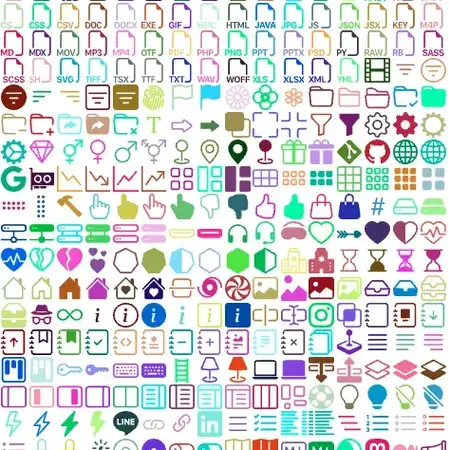 CSS CSV DOC DOCX EXE GIF HEIC HTML JAVA JPG JS JSON JSX KEY M4P
MD MDX MOV MP3 MP4 OTF PDF PHP PNG PPT PPTX PSD PY RAW RB SASS
SCSS SH SVG TIFF TSX TTF TXT WAV WOFF XLS XLSX XML YML
T
G
#
i i i i i i
LINE
in